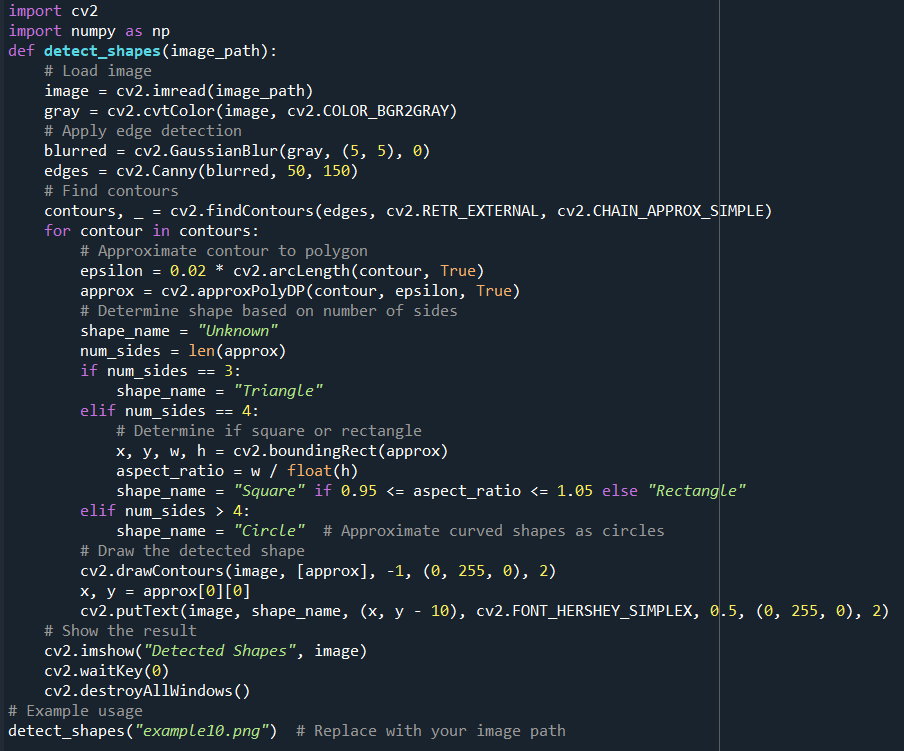 import cv2
import numpy as np
def detect_shapes(image_path):
    # Load image
    image = cv2.imread(image_path)
    gray = cv2.cvtColor(image, cv2.COLOR_BGR2GRAY)
    # Apply edge detection
    blurred = cv2.GaussianBlur(gray, (5, 5), 0)
    edges = cv2.Canny(blurred, 50, 150)
    # Find contours
    contours, _ = cv2.findContours(edges, cv2.RETR_EXTERNAL, cv2.CHAIN_APPROX_SIMPLE)
    for contour in contours:
        # Approximate contour to polygon
        epsilon = 0.02 * cv2.arcLength(contour, True)
        approx = cv2.approxPolyDP(contour, epsilon, True)
        # Determine shape based on number of sides
        shape_name = "Unknown"
        num_sides = len(approx)
        if num_sides == 3:
            shape_name = "Triangle"
        elif num_sides == 4:
            # Determine if square or rectangle
            x, y, w, h = cv2.boundingRect(approx)
            aspect_ratio = w / float(h)
            shape_name = "Square" if 0.95 <= aspect_ratio <= 1.05 else "Rectangle"
        elif num_sides > 4:
            shape_name = "Circle"  # Approximate curved shapes as circles
        # Draw the detected shape
        cv2.drawContours(image, [approx], -1, (0, 255, 0), 2)
        x, y = approx[0][0]
        cv2.putText(image, shape_name, (x, y - 10), cv2.FONT_HERSHEY_SIMPLEX, 0.5, (0, 255, 0), 2)
    # Show the result
    cv2.imshow("Detected Shapes", image)
    cv2.waitKey(0)
    cv2.destroyAllWindows()
# Example usage
detect_shapes("example10.png")  # Replace with your image path